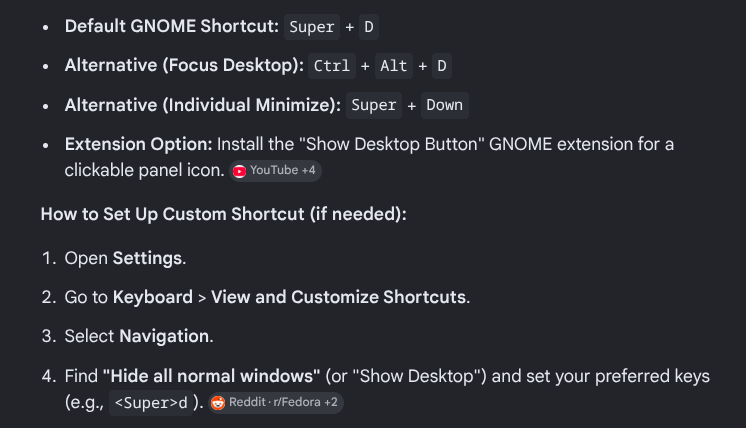 • Default GNOME Shortcut: Super + D
• Alternative (Focus Desktop): Ctrl + Alt + D
• Alternative (Individual Minimize): Super + Down
• Extension Option: Install the "Show Desktop Button" GNOME extension for a
clickable panel icon. YouTube +4
How to Set Up Custom Shortcut (if needed):
1. Open Settings.
2. Go to Keyboard > View and Customize Shortcuts.
3. Select Navigation.
4. Find "Hide all normal windows" (or "Show Desktop") and set your preferred keys
(e.g., <Super>d ). Reddit · r/Fedora +2